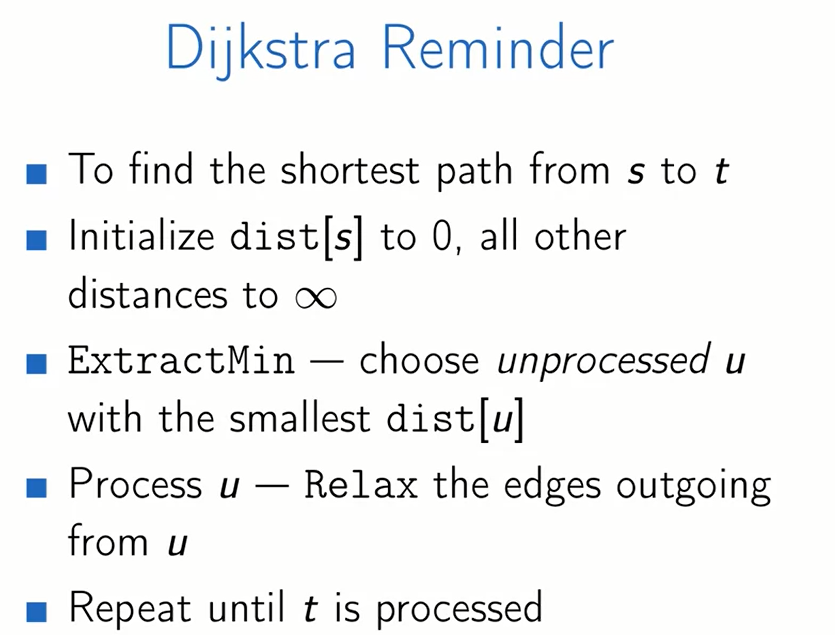 Dijkstra Reminder
■ To find the shortest path from s to t
■ Initialize dist[s] to 0, all other
distances to ∞
■ ExtractMin — choose unprocessed u
with the smallest dist[u]
■ Process u — Relax the edges outgoing
from u
■ Repeat until t is processed